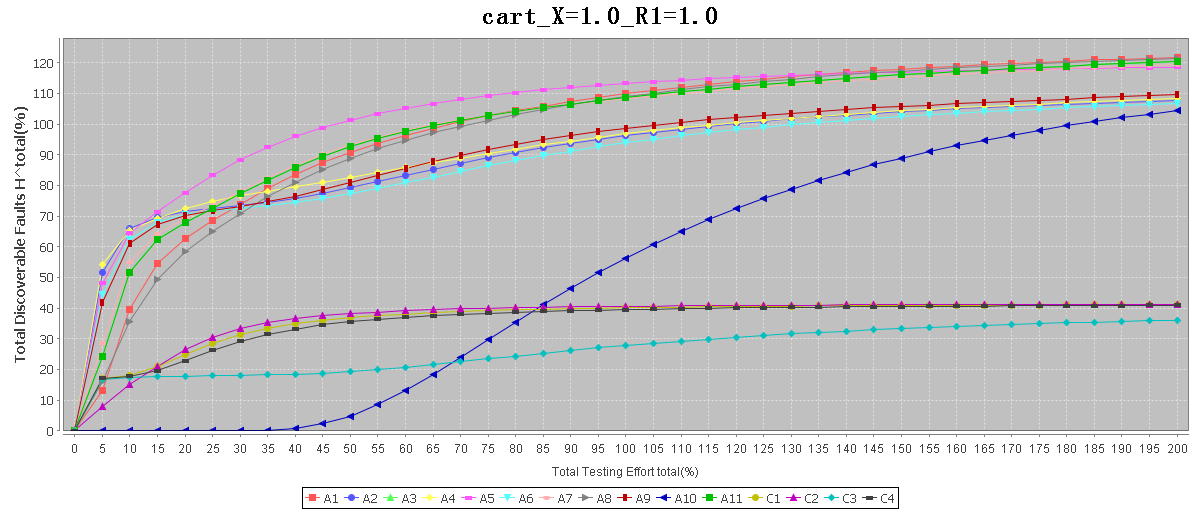 cart_X=1.0_R1=1.0
Total Discoverable Faults H^total(%)
120
110
100
90
80
70
60
50
40
30
20
10
0
0 5 10 15 20 25 30 35 40 45 50 55 60 65 70 75 80 85 90 95 100 105 110 115 120 125 130 135 140 145 150 155 160 165 170 175 180 185 190 195 200
Total Testing Effort total(%)
A1 A2 A3 A4 A5 A6 A7 A8 A9 A10 A11 C1 C2 C3 C4